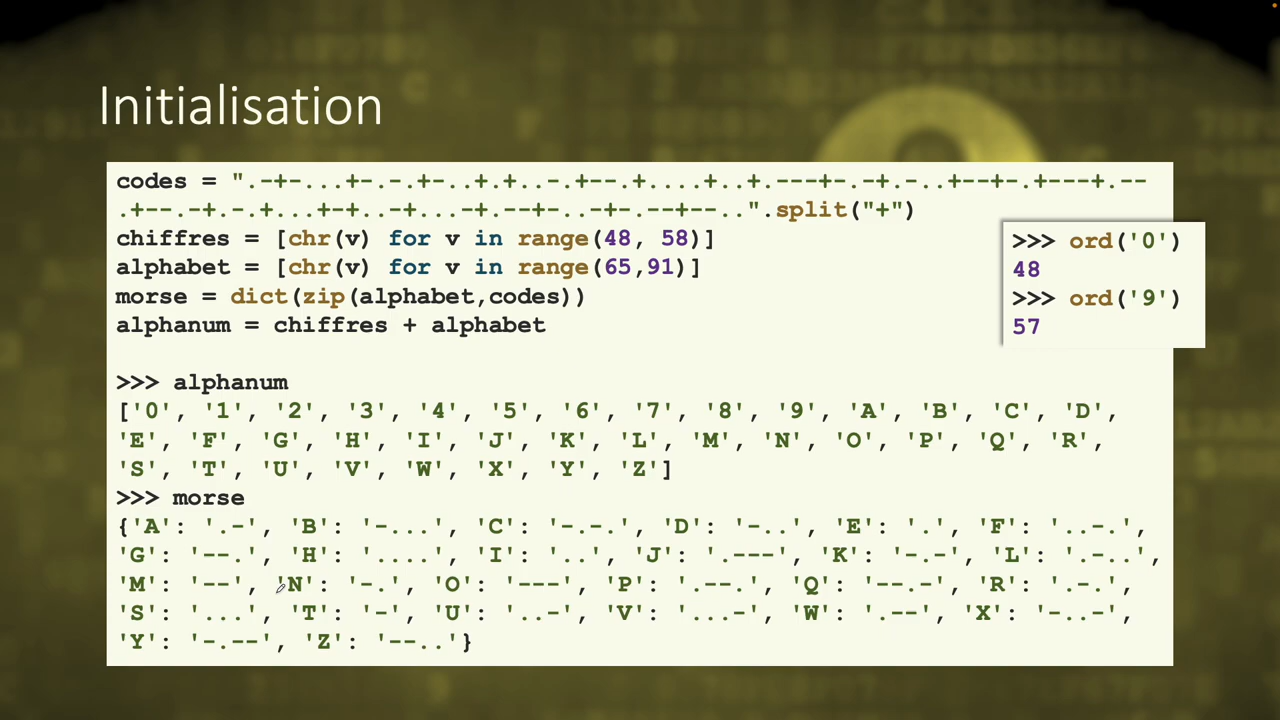 Initialisation
codes = ".-+-...+-.-.+-..+.+..-.+--.+....+..+.---+-.-+.-..+--+-.+---+.--
.+--.-+.-.+...+-+..-+...-+.--+-..-+-.--+--..".split("+")
chiffres = [chr(v) for v in range(48, 58)]
alphabet = [chr(v) for v in range(65,91)]
morse = dict(zip(alphabet,codes))
alphanum = chiffres + alphabet
>>> ord('0')
48
>>> ord('9')
57
>>> alphanum
['0', '1', '2', '3', '4', '5', '6', '7', '8', '9', 'A', 'B', 'C', 'D',
'E', 'F', 'G', 'H', 'I', 'J', 'K', 'L', 'M', 'N', 'O', 'P', 'Q', 'R',
'S', 'T', 'U', 'V', 'W', 'X', 'Y', 'Z']
>>> morse
{'A': '.-', 'B': '-...', 'C': '-.-.', 'D': '-..', 'E': '.', 'F': '..-.',
'G': '--.', 'H': '....', 'I': '..', 'J': '.---', 'K': '-.-', 'L': '.-..',
'M': '--', 'N': '-.', 'O': '---', 'P': '.--.', 'Q': '--.-', 'R': '.-.',
'S': '...', 'T': '-', 'U': '..-', 'V': '...-', 'W': '.--', 'X': '-..-',
'Y': '-.--', 'Z': '--..'}